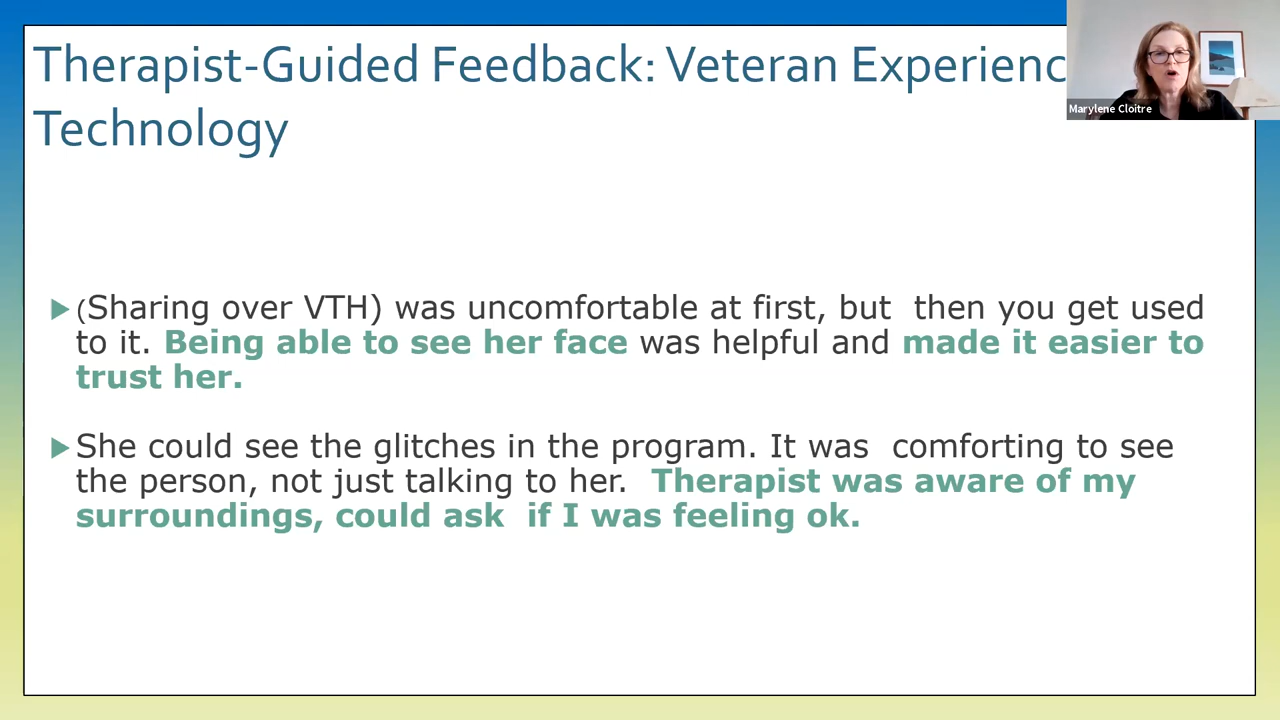 Therapist-Guided Feedback: Veteran Experienc
Technology
Marylene Cloitre
(Sharing over VTH) was uncomfortable at first, but then you get used
to it. Being able to see her face was helpful and made it easier to
trust her.
She could see the glitches in the program. It was comforting to see
the person, not just talking to her. Therapist was aware of my
surroundings, could ask if I was feeling ok.